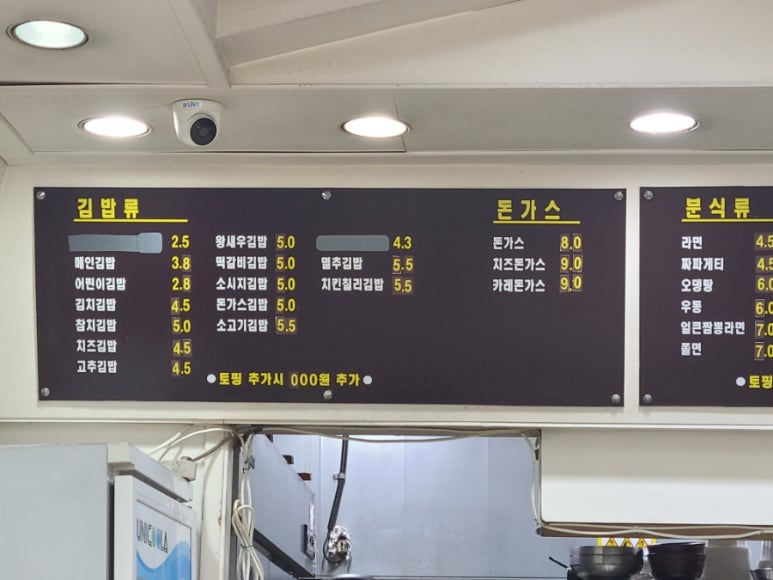 김밥류
2.5
메인김밥 3.8
어린이김밥 2.8
김치김밥 4.5
참치김밥 5.0
치즈김밥 4.5
고추김밥 4.5
왕새우김밥 5.0
떡갈비김밥 5.0
소시지김밥 5.0
돈가스김밥 5.0
소고기김밥 5.5
4.3
멸추김밥 5.5
치킨칠리김밥 5.5
토핑 추가시 000원 추가
돈가스
돈가스 8.0
치즈돈가스 9.0
카레돈가스 9.0
분식류
라면 4.5
짜파게티 4.5
오뎅탕 6.0
우동 6.0
얼큰짬뽕라면 7.0
쫄면 7.0
토핑